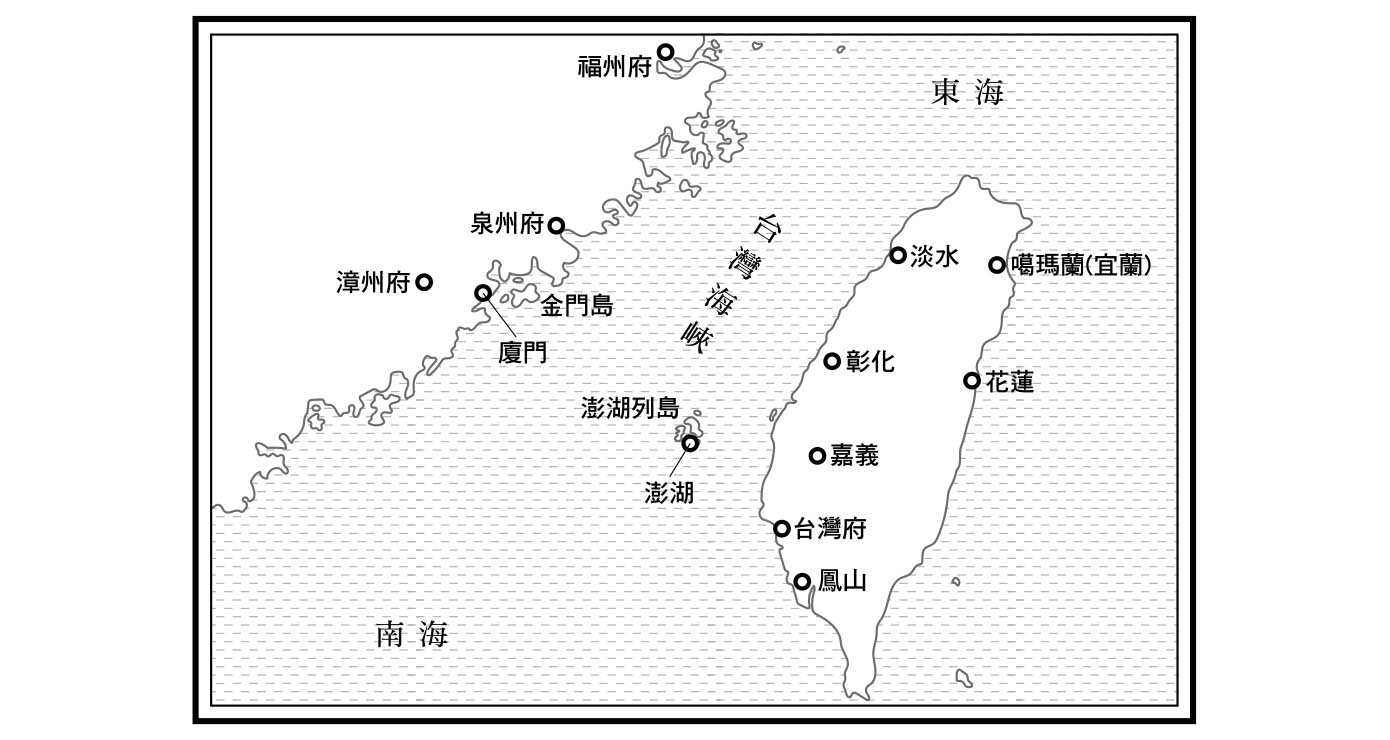 福州府
東海
泉州府
台灣海峽
淡水
噶瑪蘭(宜蘭)
漳州府
金門島
廈門
彰化
花蓮
澎湖列島
嘉義
澎湖
台灣府
鳳山
南海